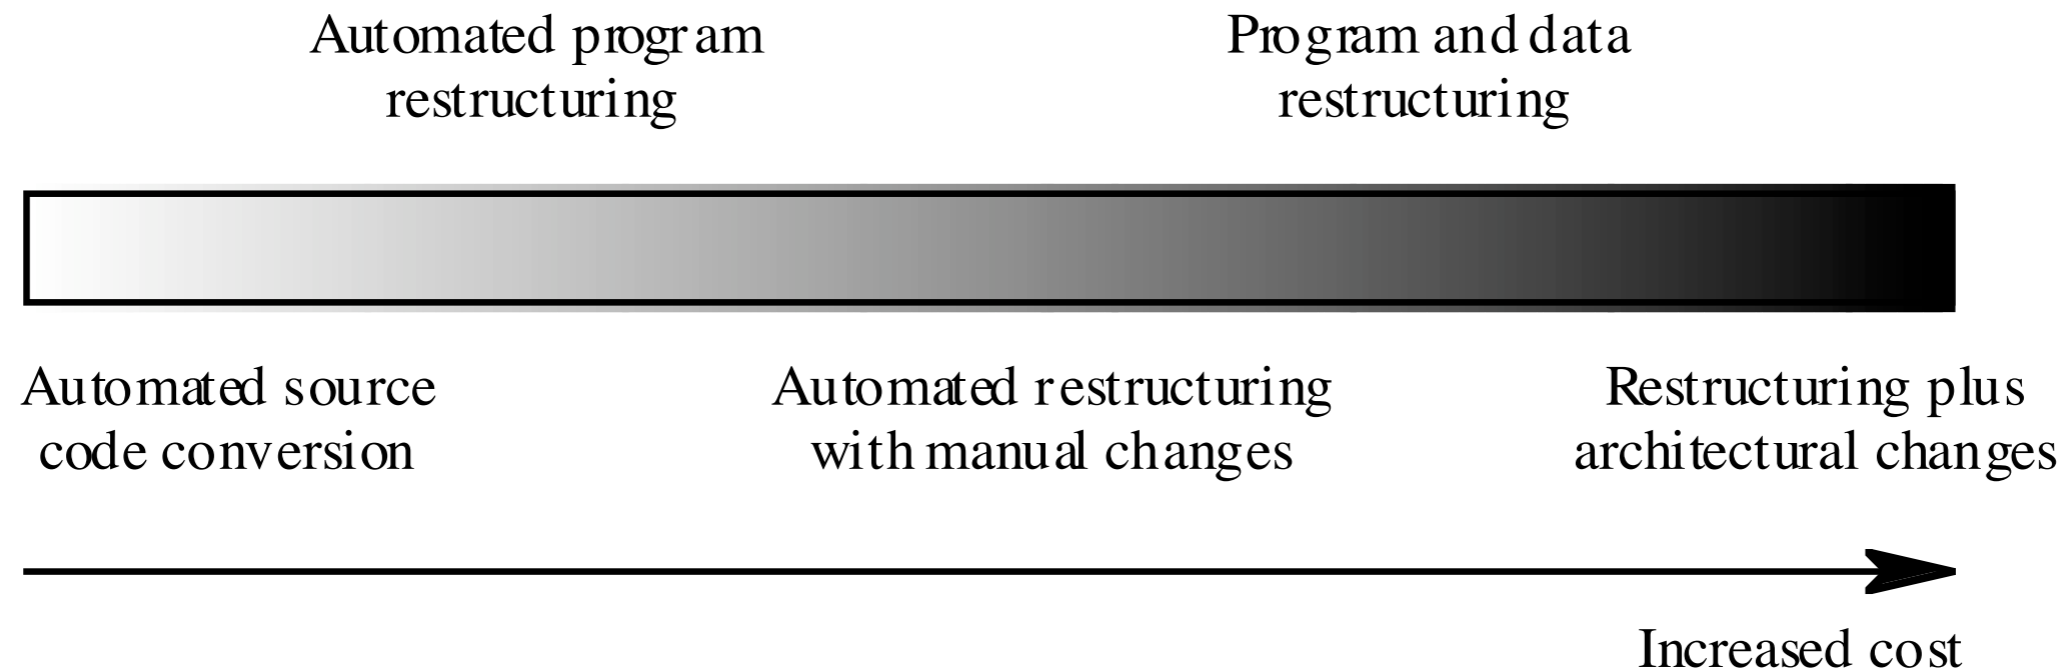 Automated program
restructuring
Program and data
restructuring
Automated source
code conversion
Automated restructuring
with manual changes
Restructuring plus
architectural changes
Increased cost